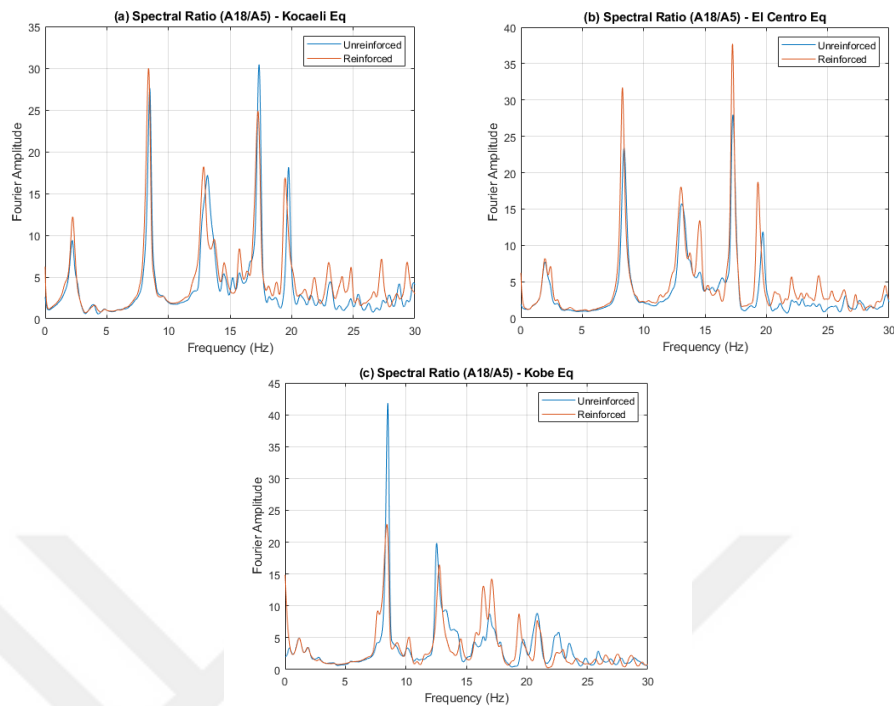 (a) Spectral Ratio (A18/A5) - Kocaeli Eq
Unreinforced
Reinforced
Fourier Amplitude
35
30
25
20
15
10
5
0
0 5 10 15 20 25 30
Frequency (Hz)
(b) Spectral Ratio (A18/A5) - El Centro Eq
Unreinforced
Reinforced
Fourier Amplitude
40
35
30
25
20
15
10
5
0
0 5 10 15 20 25 30
Frequency (Hz)
(c) Spectral Ratio (A18/A5) - Kobe Eq
Unreinforced
Reinforced
Fourier Amplitude
45
40
35
30
25
20
15
10
5
0
0 5 10 15 20 25 30
Frequency (Hz)